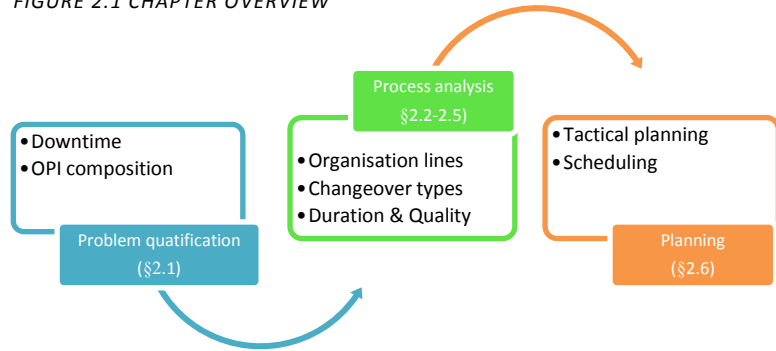 FIGURE 2.1 CHAPTER OVERVIEW
• Downtime
• OPI composition
Problem quatification
(§2.1)
Process analysis
§2.2-2.5)
• Organisation lines
• Changeover types
• Duration & Quality
• Tactical planning
• Scheduling
Planning
(§2.6)